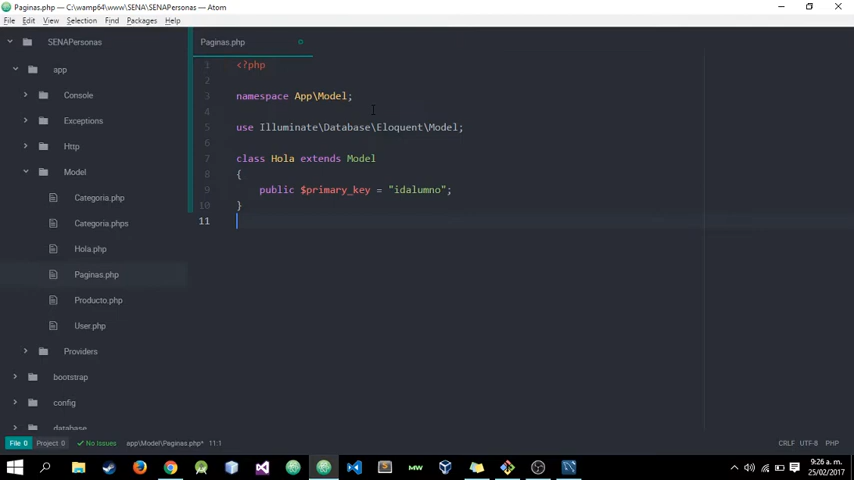 Paginas.php — C:\wamp64\www\SENA\SENAPersonas — Atom
File Edit View Selection Find Packages Help
SENAPersonas
app
Console
Exceptions
Http
Model
Categoria.php
Categoria.phps
Hola.php
Paginas.php
Producto.php
User.php
Providers
bootstrap
config
database
Paginas.php
1 <?php
2
3 namespace App\Model;
4
5 use Illuminate\Database\Eloquent\Model;
6
7 class Hola extends Model
8 {
9 public $primary_key = "idalumno";
10 }
11
File 0 Project 0 No Issues app\Model\Paginas.php* 11:1 CRLF UTF-8 PHP
MW
9:26 a. m.
25/02/2017